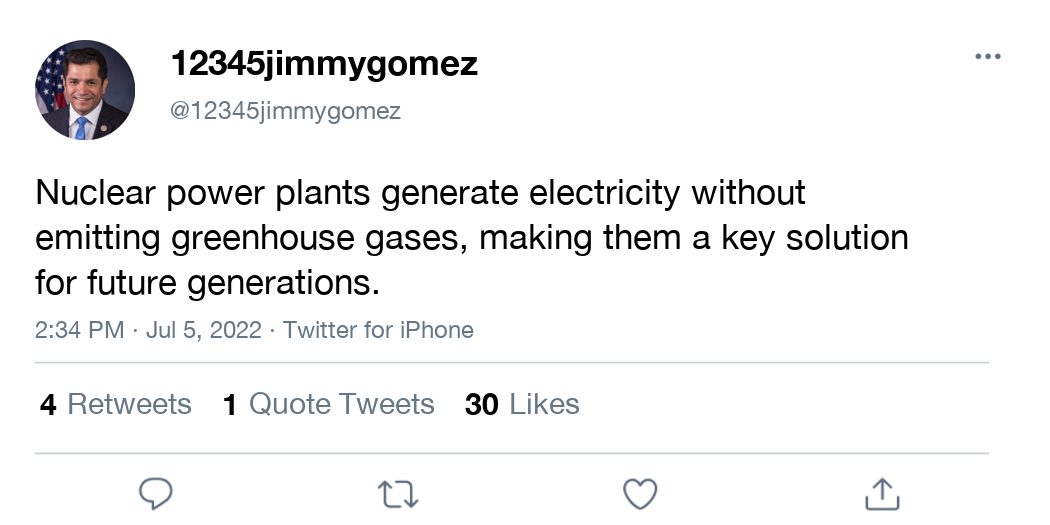 12345jimmygomez
@12345jimmygomez
Nuclear power plants generate electricity without
emitting greenhouse gases, making them a key solution
for future generations.
2:34 PM · Jul 5, 2022 · Twitter for iPhone
4 Retweets 1 Quote Tweets 30 Likes